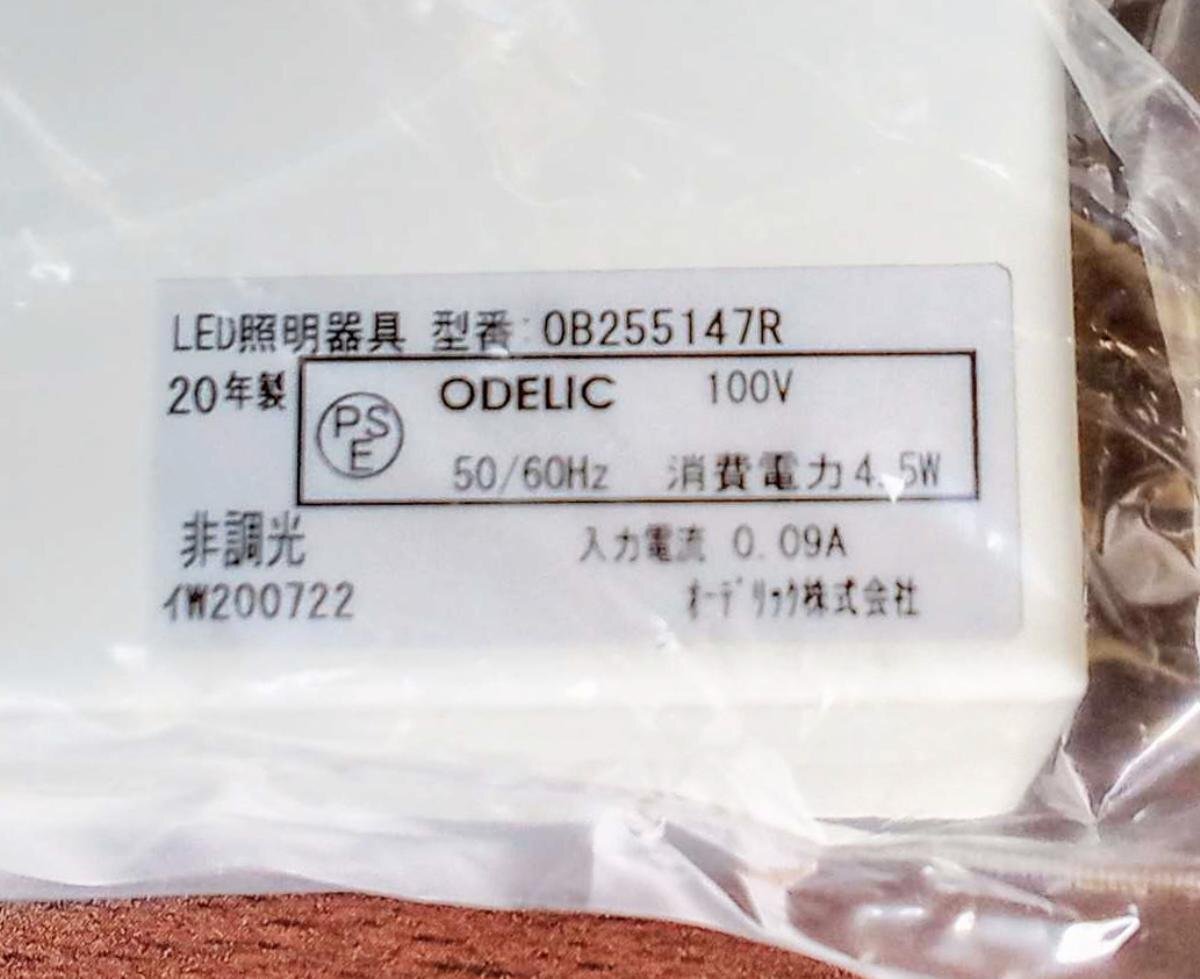 LED照明器具 型番:OB255147R
20年製
PSE ODELIC 100V
50/60Hz 消費電力4.5W
非調光 入力電流 0.09A
ｲW200722 ｵｰﾃﾞﾘｯｸ株式会社